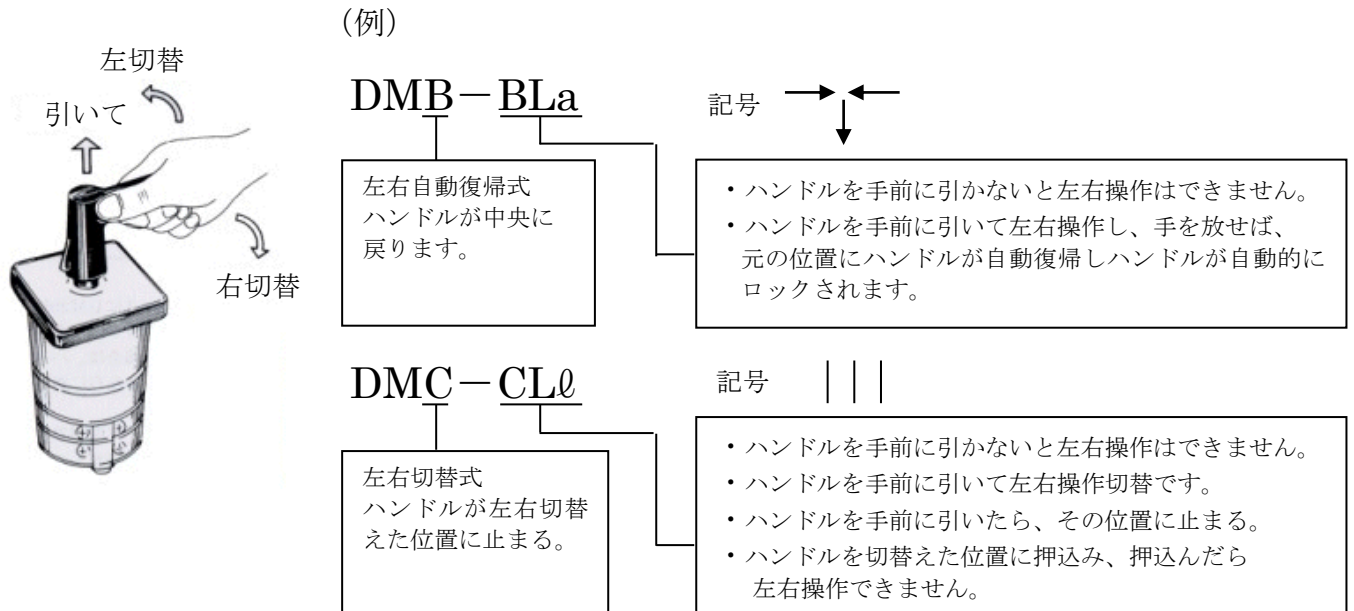 (例)
左切替
引いて
右切替
DMB－BLa
記号
左右自動復帰式
ハンドルが中央に
戻ります。
・ハンドルを手前に引かないと左右操作はできません。
・ハンドルを手前に引いて左右操作し、手を放せば、
元の位置にハンドルが自動復帰しハンドルが自動的に
ロックされます。
DMC－CLℓ
記号
左右切替式
ハンドルが左右切替
えた位置に止まる。
・ハンドルを手前に引かないと左右操作はできません。
・ハンドルを手前に引いて左右操作切替です。
・ハンドルを手前に引いたら、その位置に止まる。
・ハンドルを切替えた位置に押込み、押込んだら
左右操作できません。